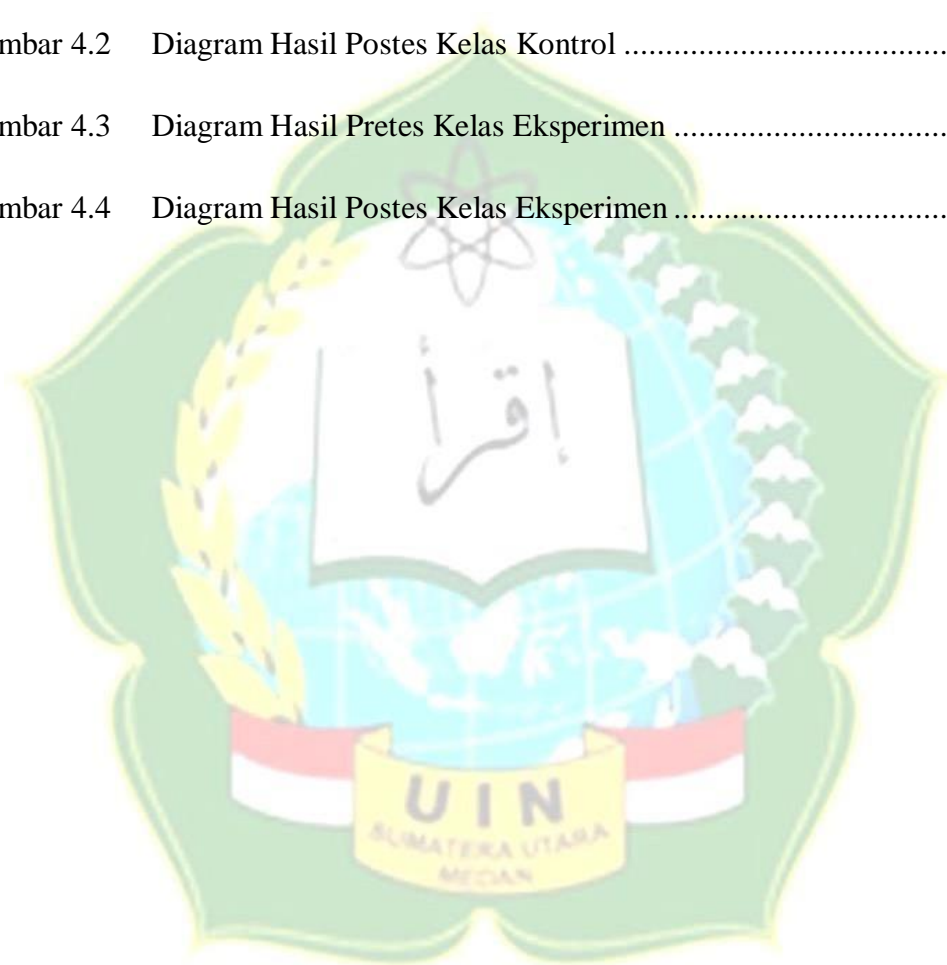 mbar 4.2 Diagram Hasil Postes Kelas Kontrol ..................................
mbar 4.3 Diagram Hasil Pretes Kelas Eksperimen .............................
mbar 4.4 Diagram Hasil Postes Kelas Eksperimen .............................
إقرأ
UIN
SUMATERA UTARA
MEDAN